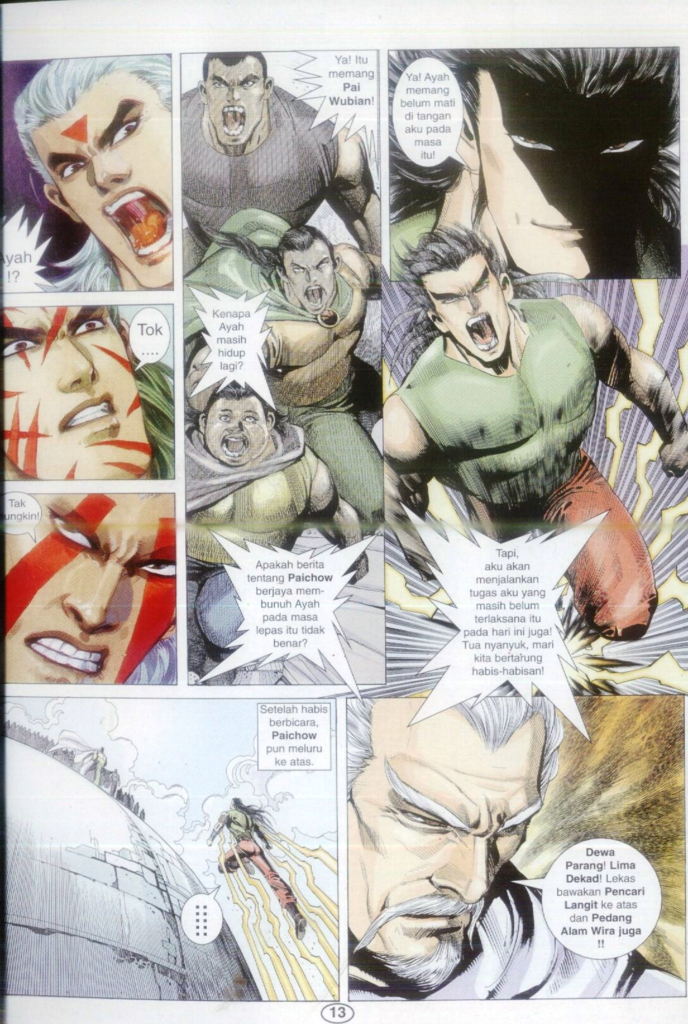 Ayah
!?
Tok
....
Tak
ungkin!
Ya! Itu
memang
Pai
Wubian!
Kenapa
Ayah
masih
hidup
lagi?
Apakah berita
tentang Paichow
berjaya mem-
bunuh Ayah
pada masa
lepas itu tidak
benar?
Ya! Ayah
memang
belum mati
di tangan
aku pada
masa
itu!
Tapi,
aku akan
menjalankan
tugas aku yang
masih belum
terlaksana itu
pada hari ini juga!
Tua nyanyuk, mari
kita bertarung
habis-habisan!
Setelah habis
berbicara,
Paichow
pun meluru
ke atas.
Dewa
Parang! Lima
Dekad! Lekas
bawakan Pencari
Langit ke atas
dan Pedang
Alam Wira juga
!!
13